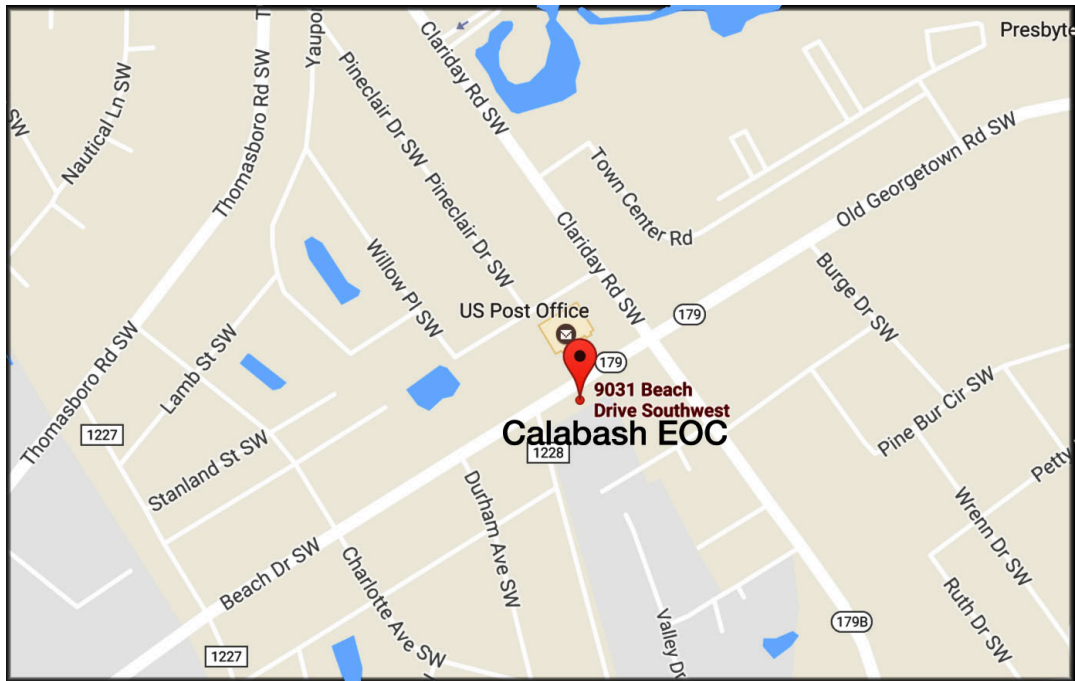 Presbyte
Yaupo
T
Clariday Rd SW
Pineclair Dr SW
Nautical Ln SW
SW
Thomasboro Rd SW
Town Center Rd
Old Georgetown Rd SW
Pineclair Dr SW
Clariday Rd SW
Willow Pl SW
Burge Dr SW
US Post Office
179
179
9031 Beach
Drive Southwest
Calabash EOC
1228
Thomasboro Rd SW
Lamb St SW
1227
Stanland St SW
Pine Bur Cir SW
Petty
Durham Ave SW
Wrenn Dr SW
Beach Dr SW
Charlotte Ave SW
Ruth Dr SW
Valley Dr
179B
1227